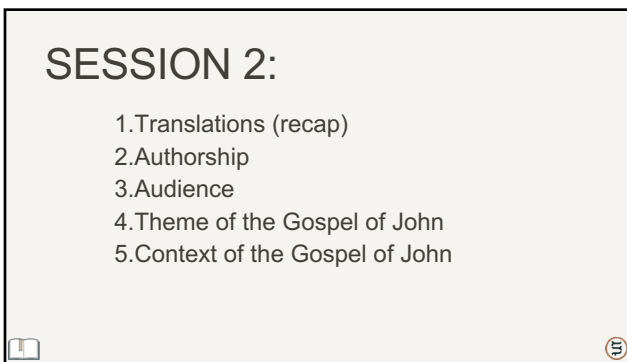 SESSION 2:
1.Translations (recap)
2.Authorship
3.Audience
4.Theme of the Gospel of John
5.Context of the Gospel of John